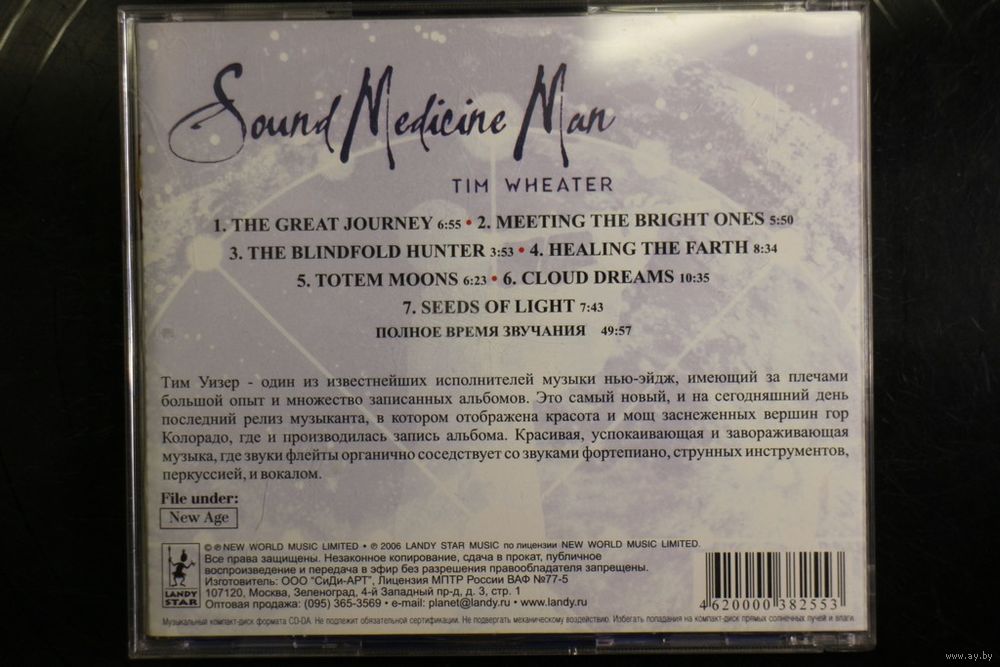 Sound Medicine Man
TIM WHEATER
1. THE GREAT JOURNEY 6:55 • 2. MEETING THE BRIGHT ONES 5:50
3. THE BLINDFOLD HUNTER 3:53 • 4. HEALING THE FARTH 8:34
5. TOTEM MOONS 6:23 • 6. CLOUD DREAMS 10:35
7. SEEDS OF LIGHT 7:43
ПОЛНОЕ ВРЕМЯ ЗВУЧАНИЯ 49:57
Тим Уизер - один из известнейших исполнителей музыки нью-эйдж, имеющий за плечами
большой опыт и множество записанных альбомов. Это самый новый, и на сегодняшний день
последний релиз музыканта, в котором отображена красота и мощ заснеженных вершин гор
Колорадо, где и производилась запись альбома. Красивая, успокаивающая и завораживающая
музыка, где звуки флейты органично соседствует со звуками фортепиано, струнных инструментов,
перкуссией, и вокалом.
File under:
New Age
LANDY
STAR
© ℗ NEW WORLD MUSIC LIMITED • ℗ 2006 LANDY STAR MUSIC по лицензии NEW WORLD MUSIC LIMITED.
Все права защищены. Незаконное копирование, сдача в прокат, публичное
воспроизведение и передача в эфир без разрешения правообладателя запрещены.
Изготовитель: ООО "СиДи-АРТ", Лицензия МПТР России ВАФ №77-5
107120, Москва, Зеленоград, 4-й Западный пр-д, д. 3, стр. 1
Оптовая продажа: (095) 365-3569 • e-mail: planet@landy.ru • www.landy.ru
4 620000 382553
Музыкальный компакт-диск формата CD-DA. Не подлежит обязательной сертификации. Не подвергать механическому воздействию. Избегать попадания на компакт-диск прямых солнечных лучей и влаги.
www.ay.by